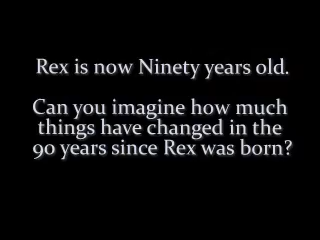 Rex is now Ninety years old.
Can you imagine how much
things have changed in the
90 years since Rex was born?